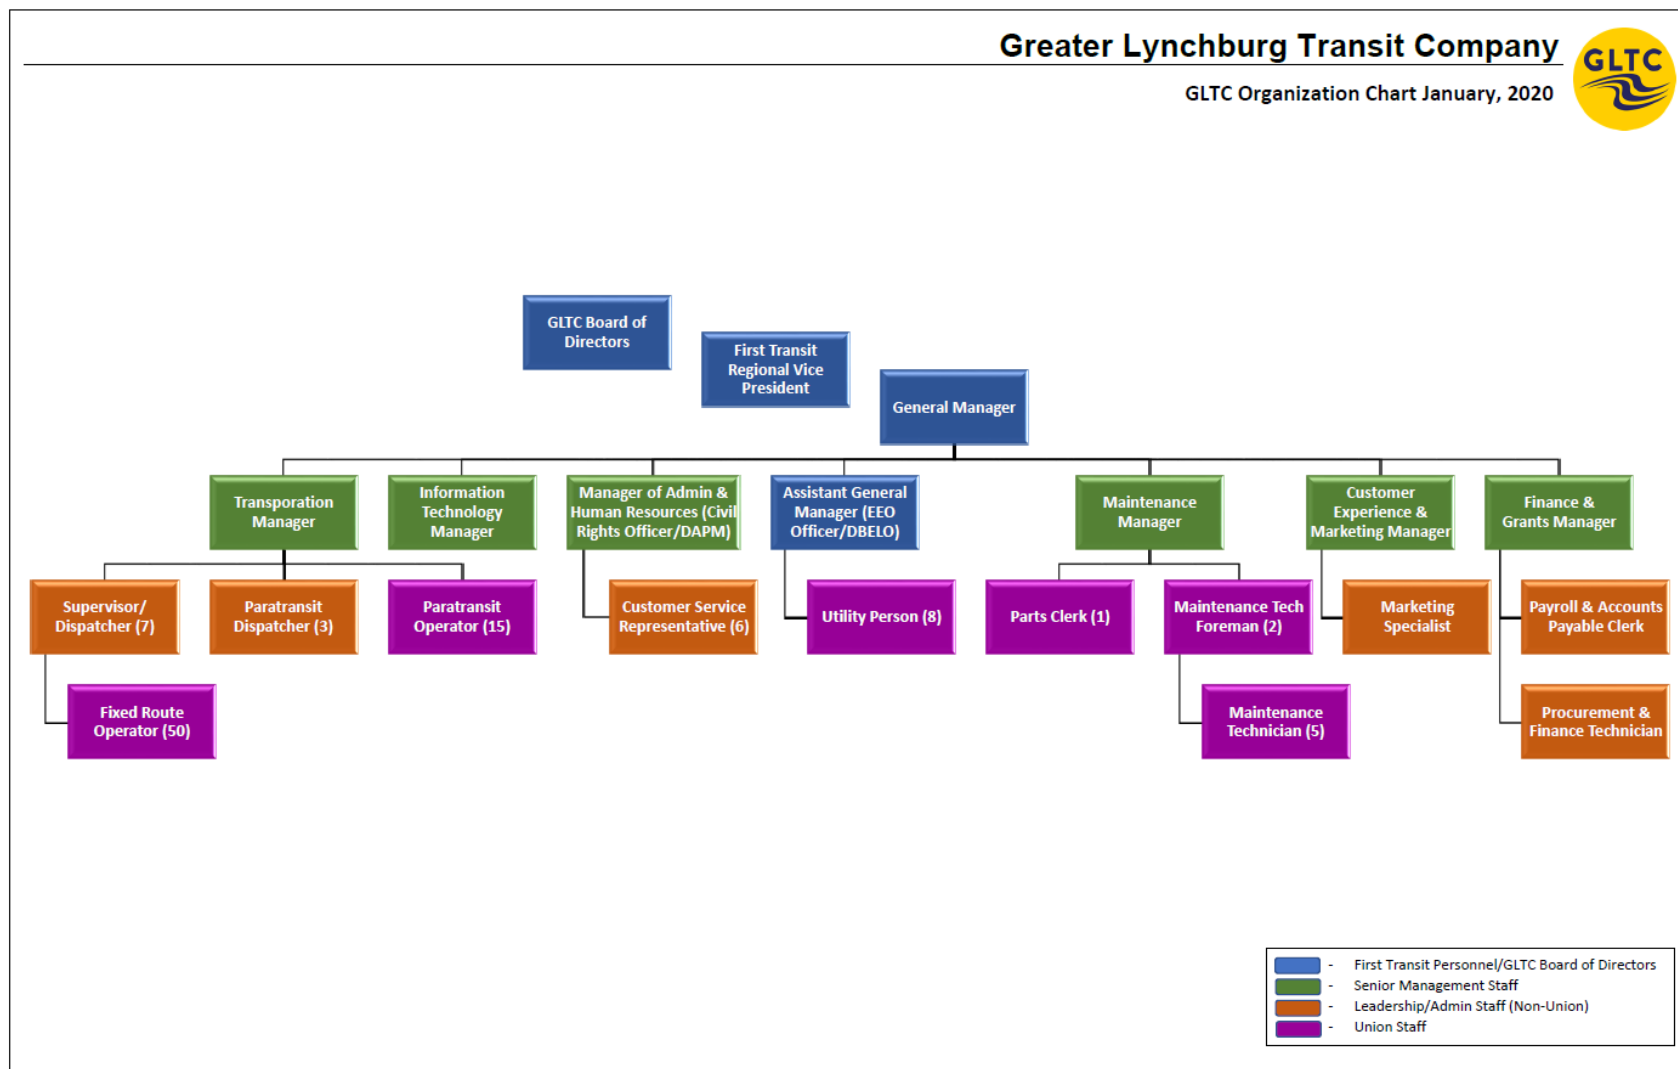 Greater Lynchburg Transit Company
GLTC
GLTC Organization Chart January, 2020
GLTC Board of
Directors
First Transit
Regional Vice
President
General Manager
Transporation
Manager
Information
Technology
Manager
Manager of Admin &
Human Resources (Civil
Rights Officer/DAPM)
Assistant General
Manager (EEO
Officer/DBELO)
Maintenance
Manager
Customer
Experience &
Marketing Manager
Finance &
Grants Manager
Supervisor/
Dispatcher (7)
Paratransit
Dispatcher (3)
Paratransit
Operator (15)
Customer Service
Representative (6)
Utility Person (8)
Parts Clerk (1)
Maintenance Tech
Foreman (2)
Marketing
Specialist
Payroll & Accounts
Payable Clerk
Fixed Route
Operator (50)
Maintenance
Technician (5)
Procurement &
Finance Technician
- First Transit Personnel/GLTC Board of Directors
- Senior Management Staff
- Leadership/Admin Staff (Non-Union)
- Union Staff